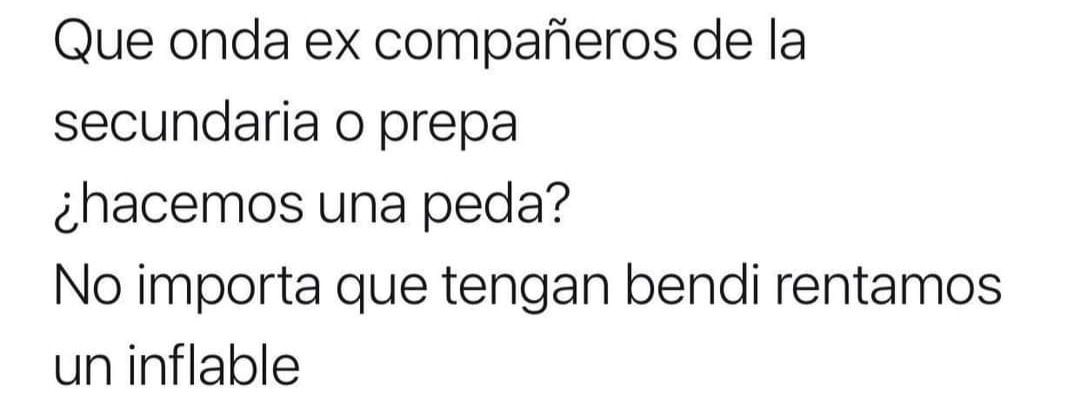 Que onda ex compañeros de la
secundaria o prepa
¿hacemos una peda?
No importa que tengan bendi rentamos
un inflable